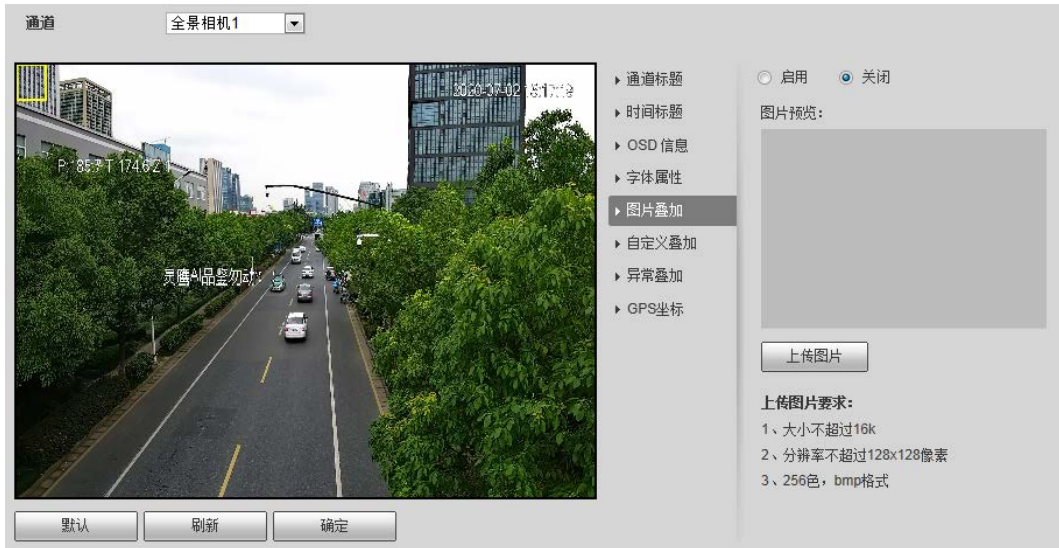 通道
全景相机1
P:185.7 T:174.6 Z:1
通道标题
时间标题
OSD 信息
字体属性
图片叠加
自定义叠加
异常叠加
GPS坐标
启用
关闭
图片预览：
上传图片
上传图片要求：
1、大小不超过16k
2、分辨率不超过128x128像素
3、256色，bmp格式
默认
刷新
确定